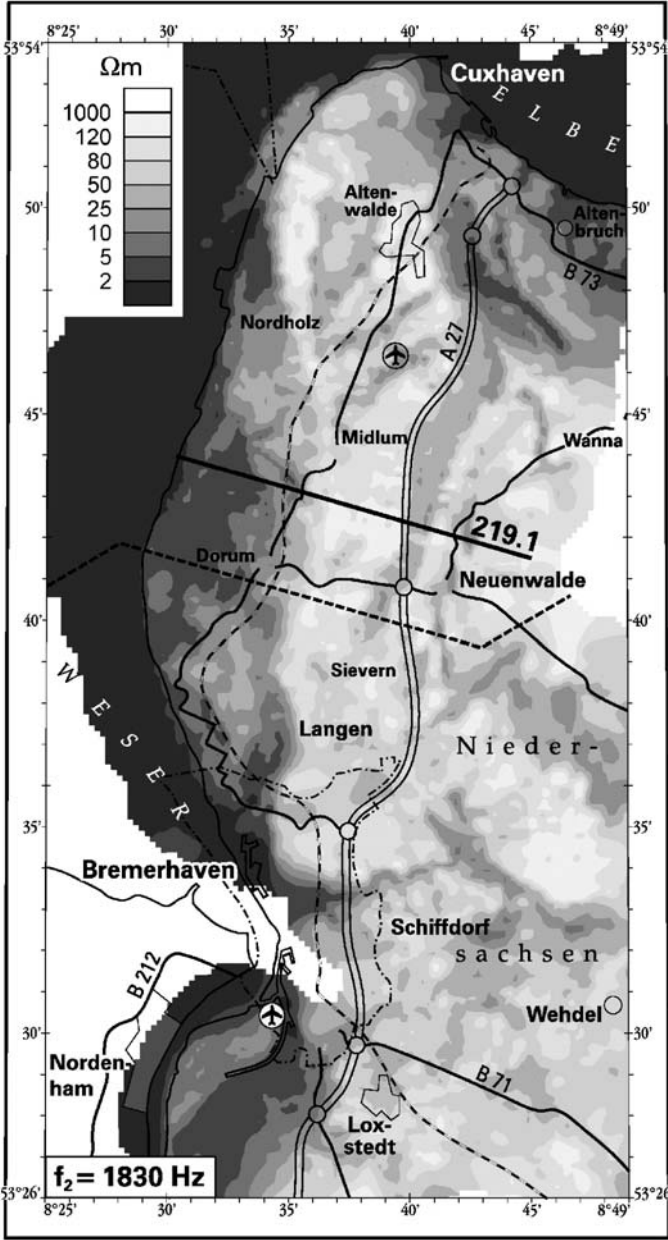 8°25' 30' 35' 40' 45' 8°49'
53°54' 53°54'
Ωm
1000
120
80
50
25
10
5
2
Cuxhaven
ELBE
Alten-
walde
50' 50'
Alten-
bruch
B 73
Nordholz
A 27
45' 45'
Midlum
Wanna
219.1
Dorum
Neuenwalde
40' 40'
Sievern
WESER
Langen
Nieder-
35' 35'
Bremerhaven
Schiffdorf
sachsen
B 212
Wehdel
30' 30'
Norden-
ham
B 71
Lox-
stedt
f₂ = 1830 Hz
53°26' 53°26'
8°25' 30' 35' 40' 45' 8°49'